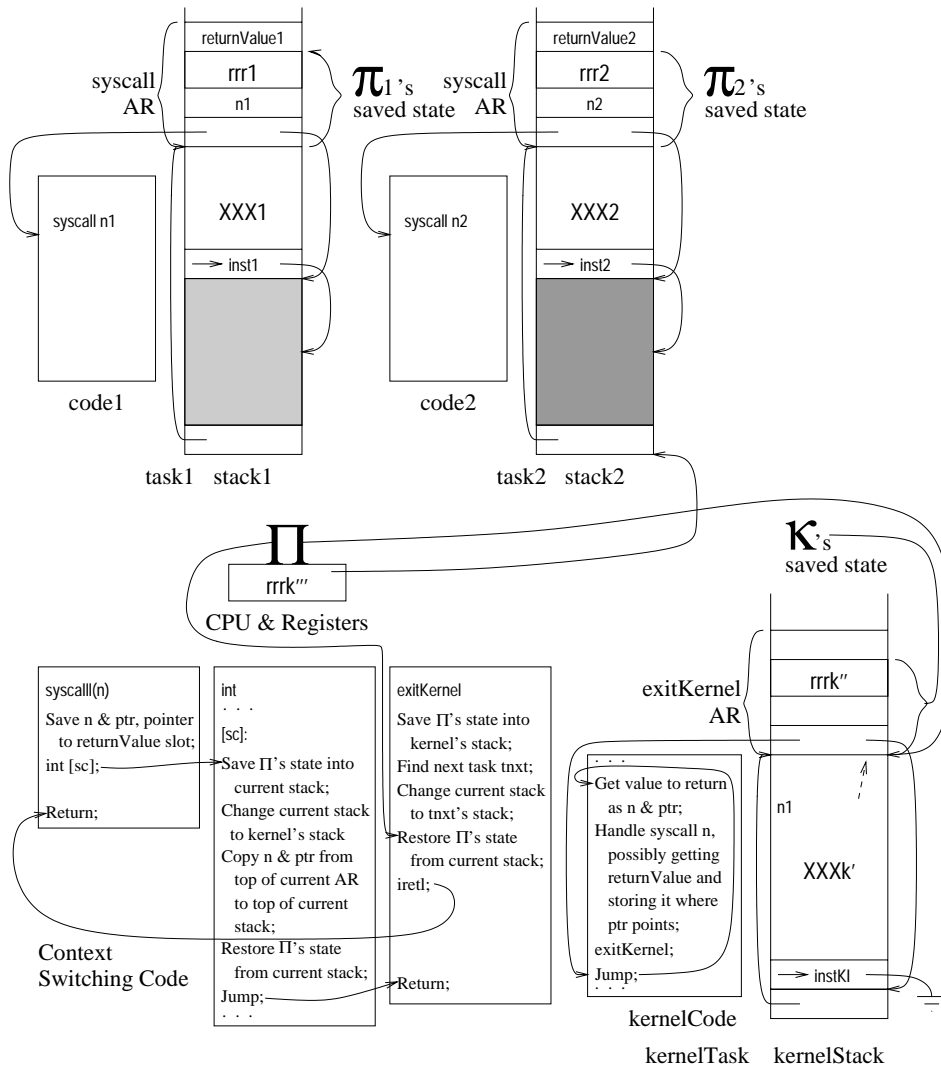 returnValue1
rrr1
n1
syscall
AR
π1's
saved state
syscall n1
XXX1
inst1
code1
task1 stack1
returnValue2
rrr2
n2
syscall
AR
π2's
saved state
syscall n2
XXX2
inst2
code2
task2 stack2
Π
rrrk'''
CPU & Registers
κ's
saved state
syscalll(n)
Save n & ptr, pointer
to returnValue slot;
int [sc];
Return;
Context
Switching Code
int
. . .
[sc]:
Save Π's state into
current stack;
Change current stack
to kernel's stack
Copy n & ptr from
top of current AR
to top of current
stack;
Restore Π's state
from current stack;
Jump;
. . .
exitKernel
Save Π's state into
kernel's stack;
Find next task tnxt;
Change current stack
to tnxt's stack;
Restore Π's state
from current stack;
iretl;
Return;
exitKernel
AR
. . .
Get value to return
as n & ptr;
Handle syscall n,
possibly getting
returnValue and
storing it where
ptr points;
exitKernel;
Jump;
. . .
kernelCode
rrrk''
n1
XXXk'
instKI
kernelTask kernelStack